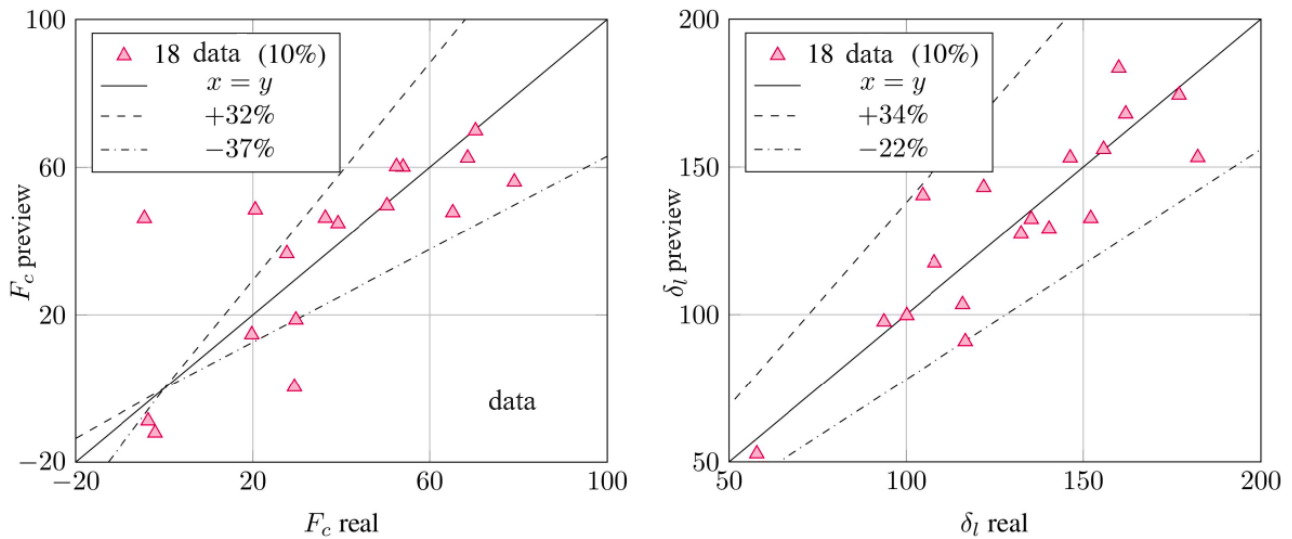 100
18 data (10%)
x = y
+32%
−37%
60
20
−20
F_c preview
data
−20
20
60
100
F_c real
200
18 data (10%)
x = y
+34%
−22%
150
100
50
δ_l preview
50
100
150
200
δ_l real